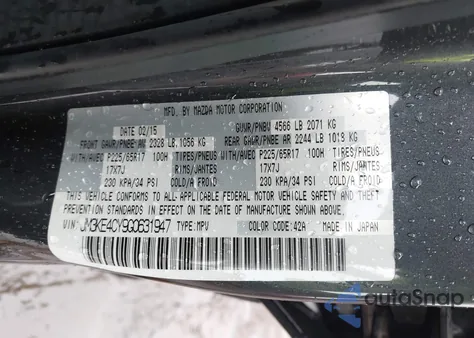 MFD. BY MAZDA MOTOR CORPORATION
DATE 02/15 GVWR/PNBV 4566 LB 2071 KG
FRONT GAWR/PNBE AV 2328 LB 1056 KG REAR GAWR/PNBE AR 2244 LB 1018 KG
WITH/AVEC P225/65R17 100H TIRES/PNEUS WITH/AVEC P225/65R17 100H TIRES/PNEUS
17X7J RIMS/JANTES 17X7J RIMS/JANTES
230 KPA/34 PSI COLD/A FROID 230 KPA/34 PSI COLD/A FROID
THIS VEHICLE CONFORMS TO ALL APPLICABLE FEDERAL MOTOR VEHICLE SAFETY AND THEFT
PREVENTION STANDARDS IN EFFECT ON THE DATE OF MANUFACTURE SHOWN ABOVE.
VIN: JM3KE4CY9G0631947 TYPE: MPV COLOR CODE: 42A MADE IN JAPAN
autoSnap